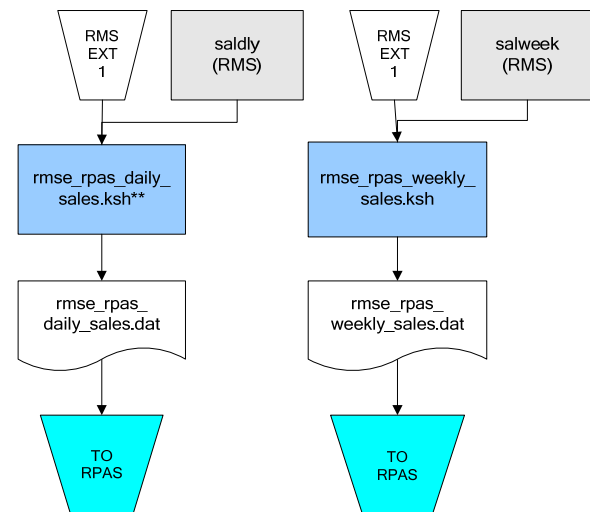 RMS
EXT
1
saldly
(RMS)
RMS
EXT
1
salweek
(RMS)
rmse_rpas_daily_
sales.ksh**
rmse_rpas_weekly_
sales.ksh
rmse_rpas_
daily_sales.dat
rmse_rpas_
weekly_sales.dat
TO
RPAS
TO
RPAS